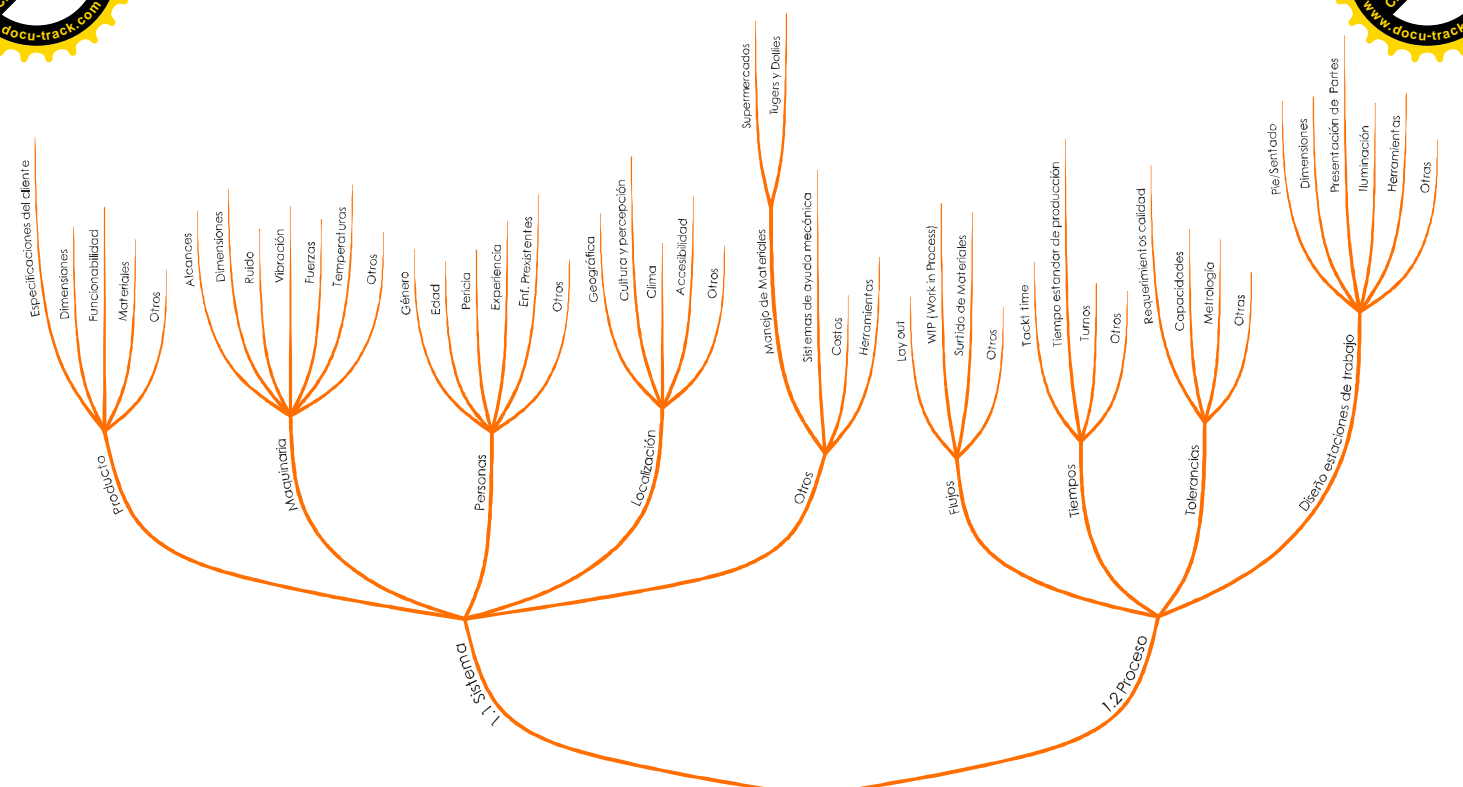 docu-track.com
www.docu-track
1.1 Sistema
Producto
Especificaciones del cliente
Dimensiones
Funcionabilidad
Materiales
Otros
Maquinaria
Alcances
Dimensiones
Ruido
Vibración
Fuerzas
Temperaturas
Otros
Personas
Género
Edad
Pericia
Experiencia
Enf. Prexistentes
Otros
Localización
Geográfica
Cultura y percepción
Clima
Accesibilidad
Otros
Otros
Manejo de Materiales
Supermercados
Tugers y Dollies
Sistemas de ayuda mecánica
Costos
Herramientas
1.2 Proceso
Flujos
Lay out
WIP (Work in Process)
Surtido de Materiales
Otros
Tiempos
Tackt time
Tiempo estandar de producción
Turnos
Otros
Tolerancias
Requerimientos calidad
Capacidades
Metrología
Otras
Diseño estaciones de trabajo
Pie/Sentado
Dimensiones
Presentación de Partes
Iluminación
Herramientas
Otras